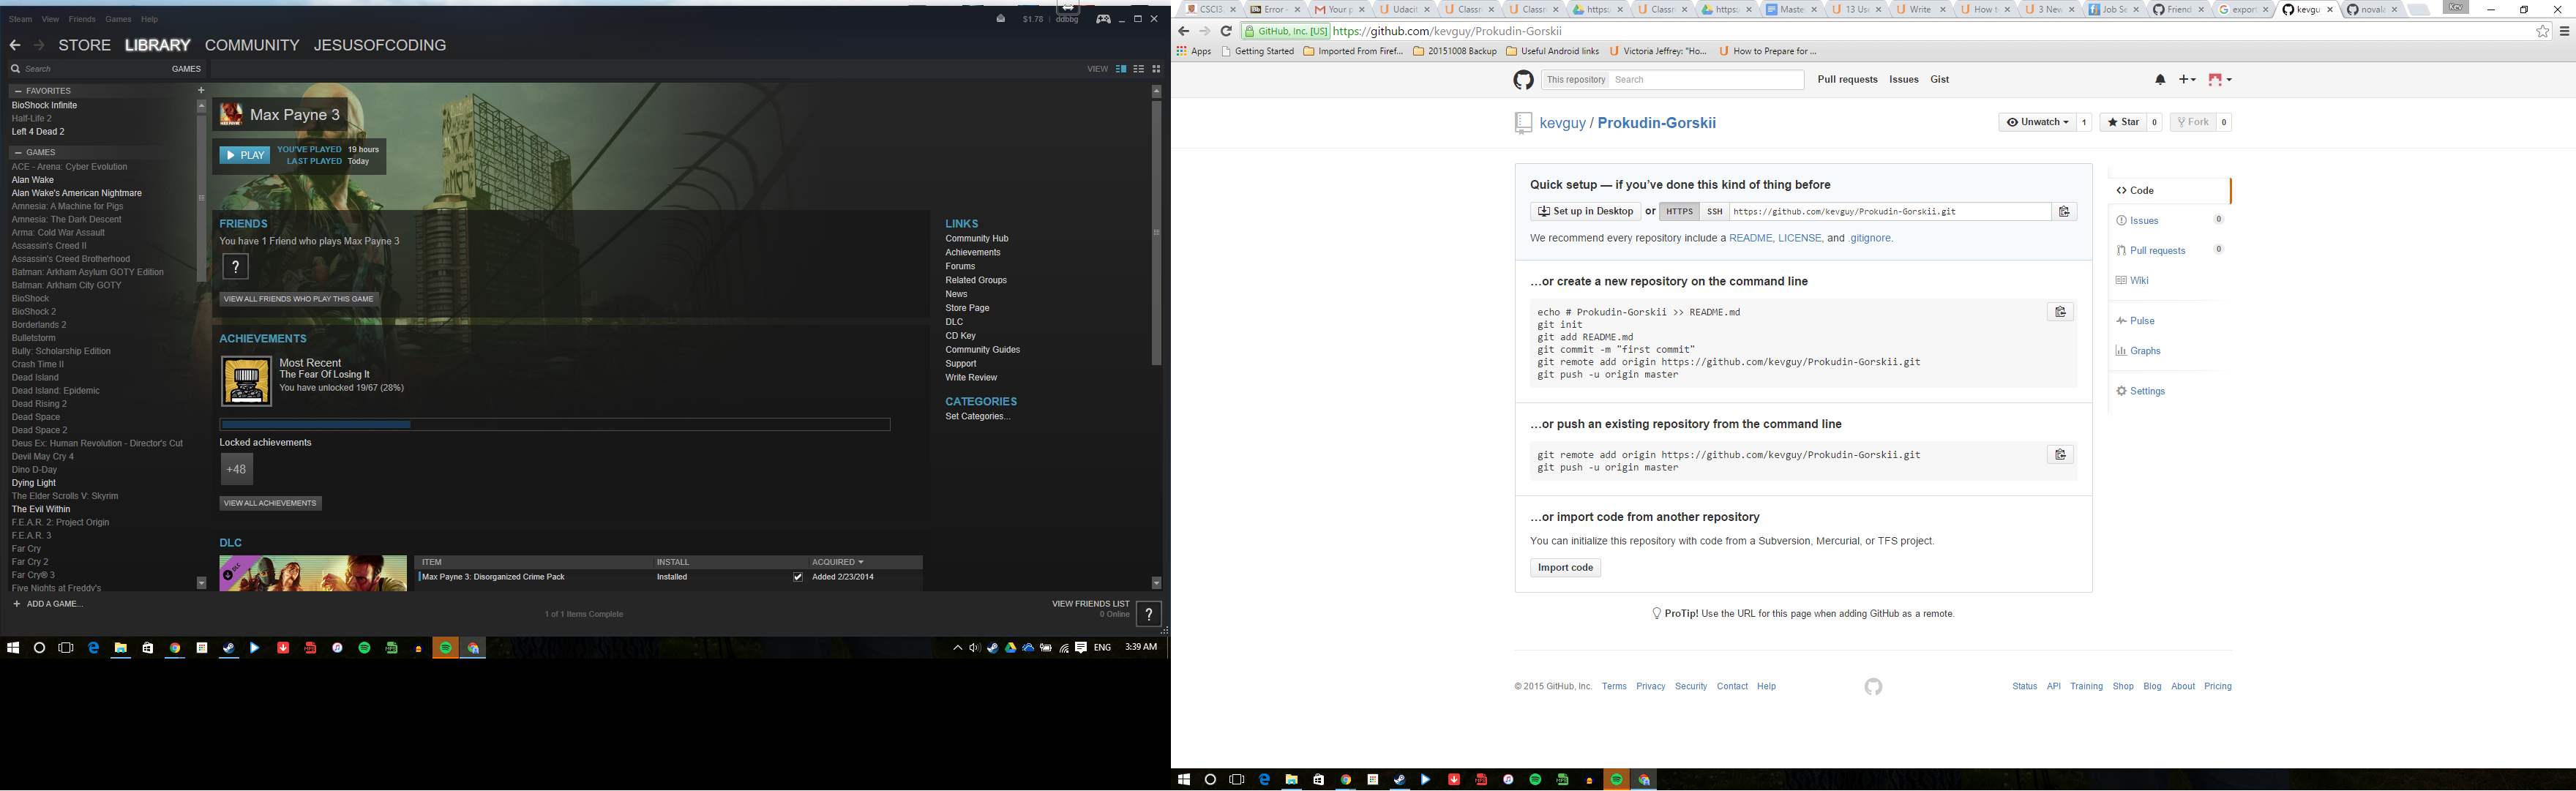 Steam View Friends Games Help
$1.78 ddbbg
STORE LIBRARY COMMUNITY JESUSOFCODING
Search GAMES
VIEW
FAVORITES
BioShock Infinite
Half-Life 2
Left 4 Dead 2
GAMES
ACE - Arena: Cyber Evolution
Alan Wake
Alan Wake's American Nightmare
Amnesia: A Machine for Pigs
Amnesia: The Dark Descent
Arma: Cold War Assault
Assassin's Creed II
Assassin's Creed Brotherhood
Batman: Arkham Asylum GOTY Edition
Batman: Arkham City GOTY
BioShock
BioShock 2
Borderlands 2
Bulletstorm
Bully: Scholarship Edition
Crash Time II
Dead Island
Dead Island: Epidemic
Dead Rising 2
Dead Space
Dead Space 2
Deus Ex: Human Revolution - Director's Cut
Devil May Cry 4
Dino D-Day
Dying Light
The Elder Scrolls V: Skyrim
The Evil Within
F.E.A.R. 2: Project Origin
F.E.A.R. 3
Far Cry
Far Cry 2
Far Cry® 3
Five Nights at Freddy's
+ ADD A GAME...
Max Payne 3
PLAY
YOU'VE PLAYED 19 hours
LAST PLAYED Today
FRIENDS
You have 1 Friend who plays Max Payne 3
?
VIEW ALL FRIENDS WHO PLAY THIS GAME
ACHIEVEMENTS
Most Recent
The Fear Of Losing It
You have unlocked 19/67 (28%)
Locked achievements
+48
VIEW ALL ACHIEVEMENTS
DLC
DLC
ITEM INSTALL ACQUIRED
Max Payne 3: Disorganized Crime Pack Installed Added 2/23/2014
LINKS
Community Hub
Achievements
Forums
Related Groups
News
Store Page
DLC
CD Key
Community Guides
Support
Write Review
CATEGORIES
Set Categories...
1 of 1 Items Complete
VIEW FRIENDS LIST
0 Online
?
ENG 3:39 AM
CSCI3 Error - Your p Udaci Classr Classr https: Classr https: Maste 13 Us Write How t 3 New Job Se Friend export kevgu novala Kev
GitHub, Inc. [US] https://github.com/kevguy/Prokudin-Gorskii
Apps Getting Started Imported From Firef... 20151008 Backup Useful Android links Victoria Jeffrey: "Ho... How to Prepare for ...
This repository Search Pull requests Issues Gist
kevguy / Prokudin-Gorskii
Unwatch 1 Star 0 Fork 0
Quick setup — if you've done this kind of thing before
Set up in Desktop or HTTPS SSH https://github.com/kevguy/Prokudin-Gorskii.git
We recommend every repository include a README, LICENSE, and .gitignore.
…or create a new repository on the command line
echo # Prokudin-Gorskii >> README.md
git init
git add README.md
git commit -m "first commit"
git remote add origin https://github.com/kevguy/Prokudin-Gorskii.git
git push -u origin master
…or push an existing repository from the command line
git remote add origin https://github.com/kevguy/Prokudin-Gorskii.git
git push -u origin master
…or import code from another repository
You can initialize this repository with code from a Subversion, Mercurial, or TFS project.
Import code
ProTip! Use the URL for this page when adding GitHub as a remote.
Code
Issues 0
Pull requests 0
Wiki
Pulse
Graphs
Settings
© 2015 GitHub, Inc. Terms Privacy Security Contact Help
Status API Training Shop Blog About Pricing